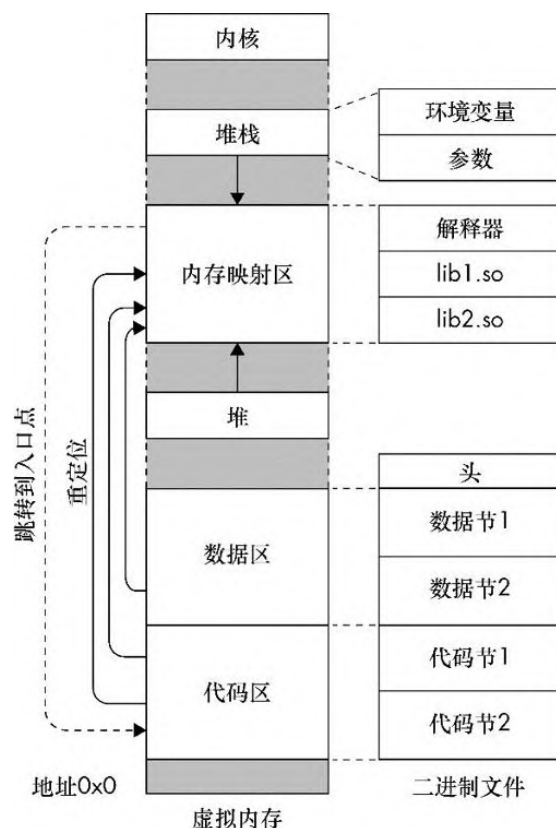 内核
堆栈
环境变量
参数
内存映射区
解释器
lib1.so
lib2.so
堆
跳转到入口点
重定位
头
数据区
数据节1
数据节2
代码区
代码节1
代码节2
地址0x0
二进制文件
虚拟内存